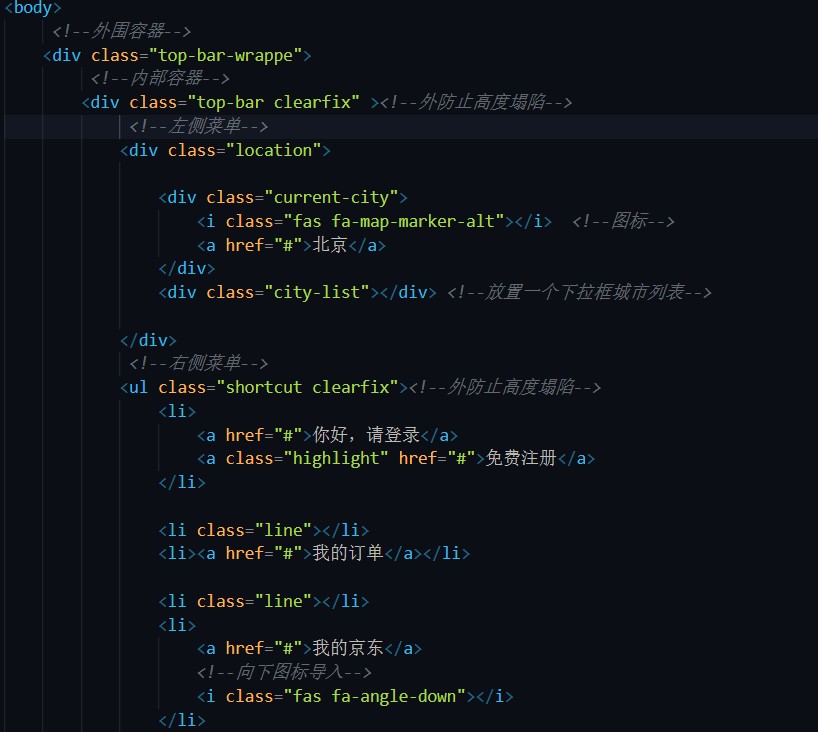 <body>
<!--外围容器-->
<div class="top-bar-wrappe">
<!--内部容器-->
<div class="top-bar clearfix" ><!--外防止高度塌陷-->
<!--左侧菜单-->
<div class="location">
<div class="current-city">
<i class="fas fa-map-marker-alt"></i>  <!--图标-->
<a href="#">北京</a>
</div>
<div class="city-list"></div> <!--放置一个下拉框城市列表-->
</div>
<!--右侧菜单-->
<ul class="shortcut clearfix"><!--外防止高度塌陷-->
<li>
<a href="#">你好，请登录</a>
<a class="highlight" href="#">免费注册</a>
</li>
<li class="line"></li>
<li><a href="#">我的订单</a></li>
<li class="line"></li>
<li>
<a href="#">我的京东</a>
<!--向下图标导入-->
<i class="fas fa-angle-down"></i>
</li>